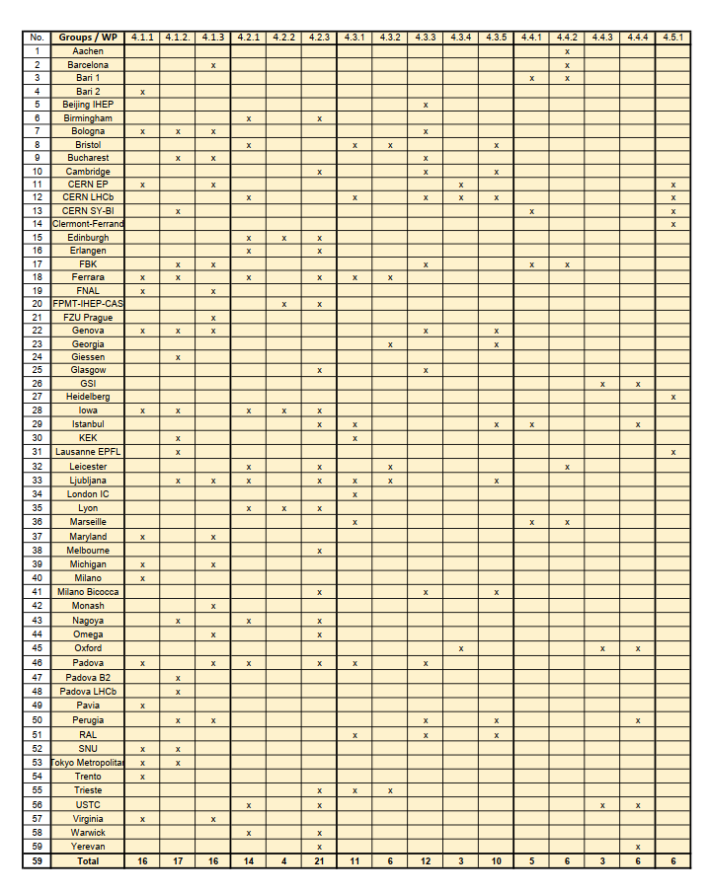 No. Groups / WP 4.1.1 4.1.2. 4.1.3 4.2.1 4.2.2 4.2.3 4.3.1 4.3.2 4.3.3 4.3.4 4.3.5 4.4.1 4.4.2 4.4.3 4.4.4 4.5.1
1 Aachen x
2 Barcelona x x
3 Bari 1 x x
4 Bari 2 x
5 Beijing IHEP x
6 Birmingham x x
7 Bologna x x x x
8 Bristol x x x x
9 Bucharest x x x
10 Cambridge x x x
11 CERN EP x x x x
12 CERN LHCb x x x x x x
13 CERN SY-BI x x x
14 Clermont-Ferrand x
15 Edinburgh x x x
16 Erlangen x x
17 FBK x x x x x
18 Ferrara x x x x x x
19 FNAL x x
20 FPMT-IHEP-CAS x x
21 FZU Prague x
22 Genova x x x x x
23 Georgia x x
24 Giessen x
25 Glasgow x x
26 GSI x x
27 Heidelberg x
28 Iowa x x x x x
29 Istanbul x x x x x
30 KEK x x
31 Lausanne EPFL x x
32 Leicester x x x x
33 Ljubljana x x x x x x x
34 London IC x
35 Lyon x x x
36 Marseille x x x
37 Maryland x x
38 Melbourne x
39 Michigan x x
40 Milano x
41 Milano Bicocca x x x
42 Monash x
43 Nagoya x x x
44 Omega x x
45 Oxford x x x
46 Padova x x x x x x
47 Padova B2 x
48 Padova LHCb x
49 Pavia x
50 Perugia x x x x x
51 RAL x x x
52 SNU x x
53 Tokyo Metropolitan x x
54 Trento x
55 Trieste x x x
56 USTC x x x x
57 Virginia x x
58 Warwick x x
59 Yerevan x x
59 Total 16 17 16 14 4 21 11 6 12 3 10 5 6 3 6 6